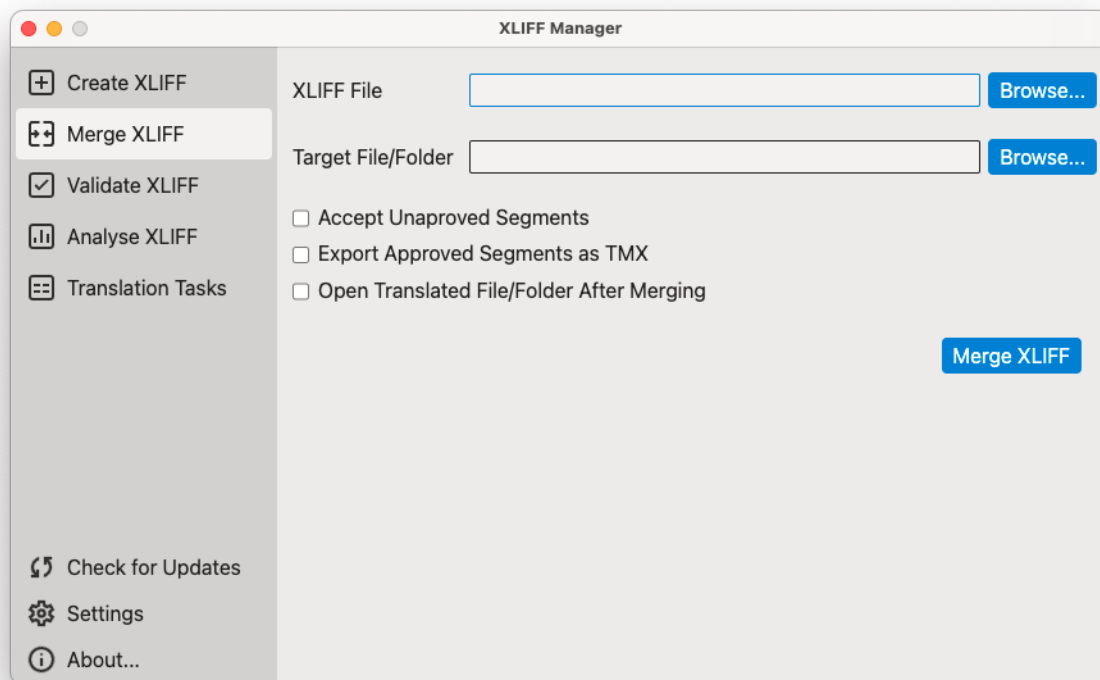 XLIFF Manager
Create XLIFF
Merge XLIFF
Validate XLIFF
Analyse XLIFF
Translation Tasks
Check for Updates
Settings
About...
XLIFF File
Browse...
Target File/Folder
Browse...
Accept Unaproved Segments
Export Approved Segments as TMX
Open Translated File/Folder After Merging
Merge XLIFF